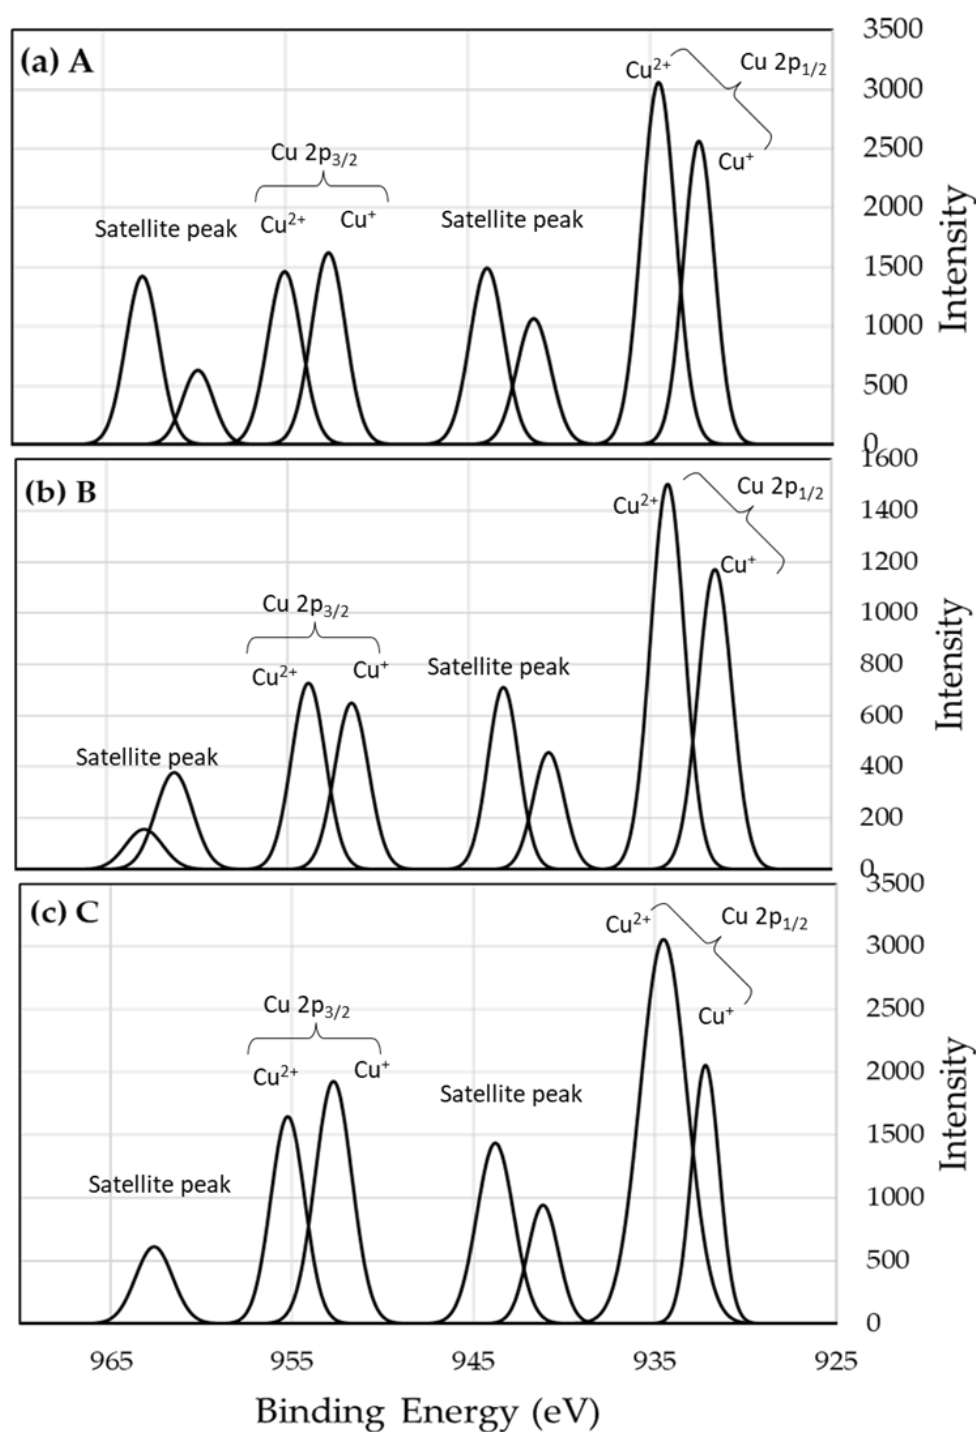 (a) A
Cu²⁺
Cu 2p₁/₂
Cu⁺
Cu 2p₃/₂
Cu²⁺
Cu⁺
Satellite peak
Satellite peak
3500
3000
2500
2000
1500
1000
500
0
Intensity
(b) B
Cu²⁺
Cu 2p₁/₂
Cu⁺
Cu 2p₃/₂
Cu²⁺
Cu⁺
Satellite peak
Satellite peak
1600
1400
1200
1000
800
600
400
200
0
Intensity
(c) C
Cu²⁺
Cu 2p₁/₂
Cu⁺
Cu 2p₃/₂
Cu²⁺
Cu⁺
Satellite peak
Satellite peak
3500
3000
2500
2000
1500
1000
500
0
Intensity
965 955 945 935 925
Binding Energy (eV)